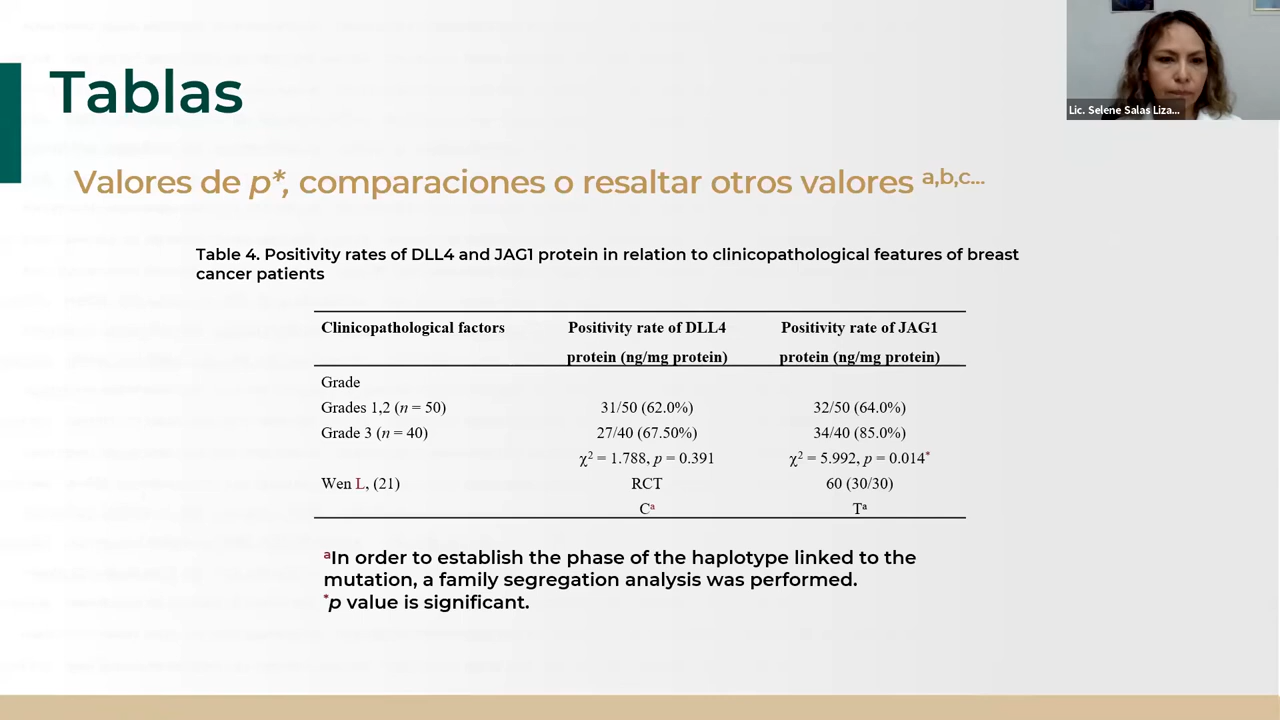 Lic. Selene Salas Liza...
Tablas
Valores de p*, comparaciones o resaltar otros valores a,b,c...
Table 4. Positivity rates of DLL4 and JAG1 protein in relation to clinicopathological features of breast
cancer patients
Clinicopathological factors Positivity rate of DLL4 Positivity rate of JAG1
protein (ng/mg protein) protein (ng/mg protein)
Grade
Grades 1,2 (n = 50) 31/50 (62.0%) 32/50 (64.0%)
Grade 3 (n = 40) 27/40 (67.50%) 34/40 (85.0%)
χ² = 1.788, p = 0.391 χ² = 5.992, p = 0.014*
Wen L, (21) RCT 60 (30/30)
Cᵃ Tᵃ
ᵃIn order to establish the phase of the haplotype linked to the
mutation, a family segregation analysis was performed.
*p value is significant.